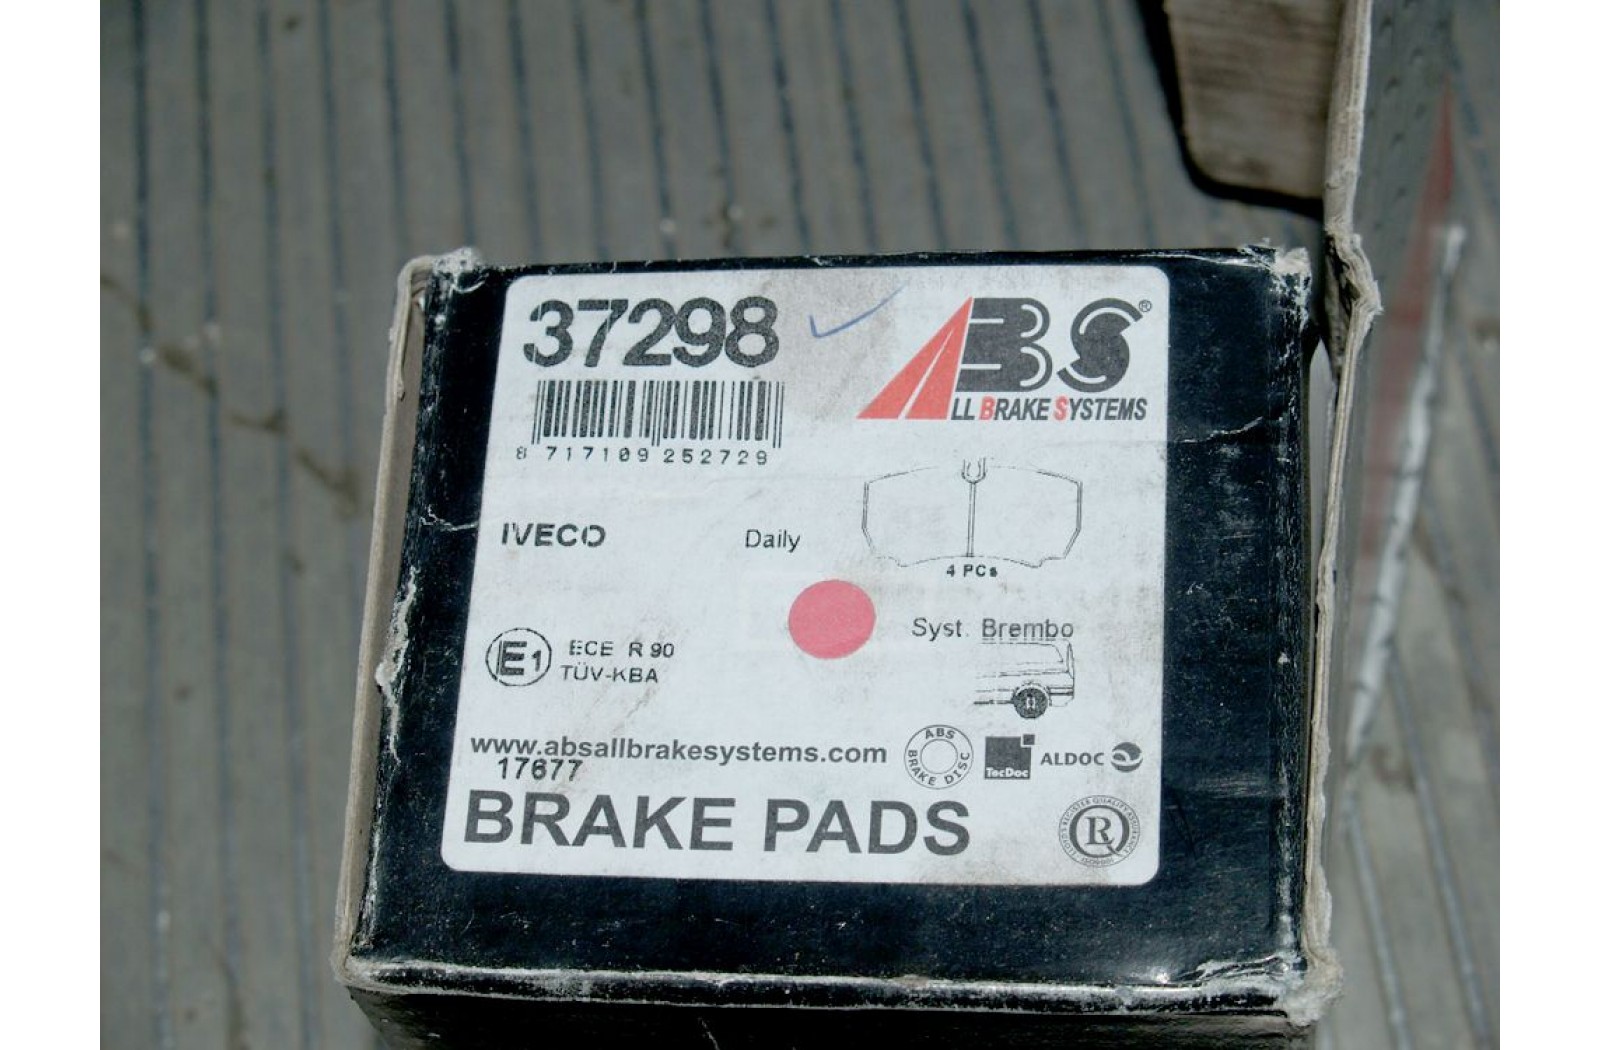 37298
ABS®
ALL BRAKE SYSTEMS
8 717109 252729
IVECO
Daily
4 PCs
Syst. Brembo
E1
ECE R 90
TÜV-KBA
www.absallbrakesystems.com
17677
ABS
BRAKE DISC
TecDoc
ALDOC
BRAKE PADS
LR